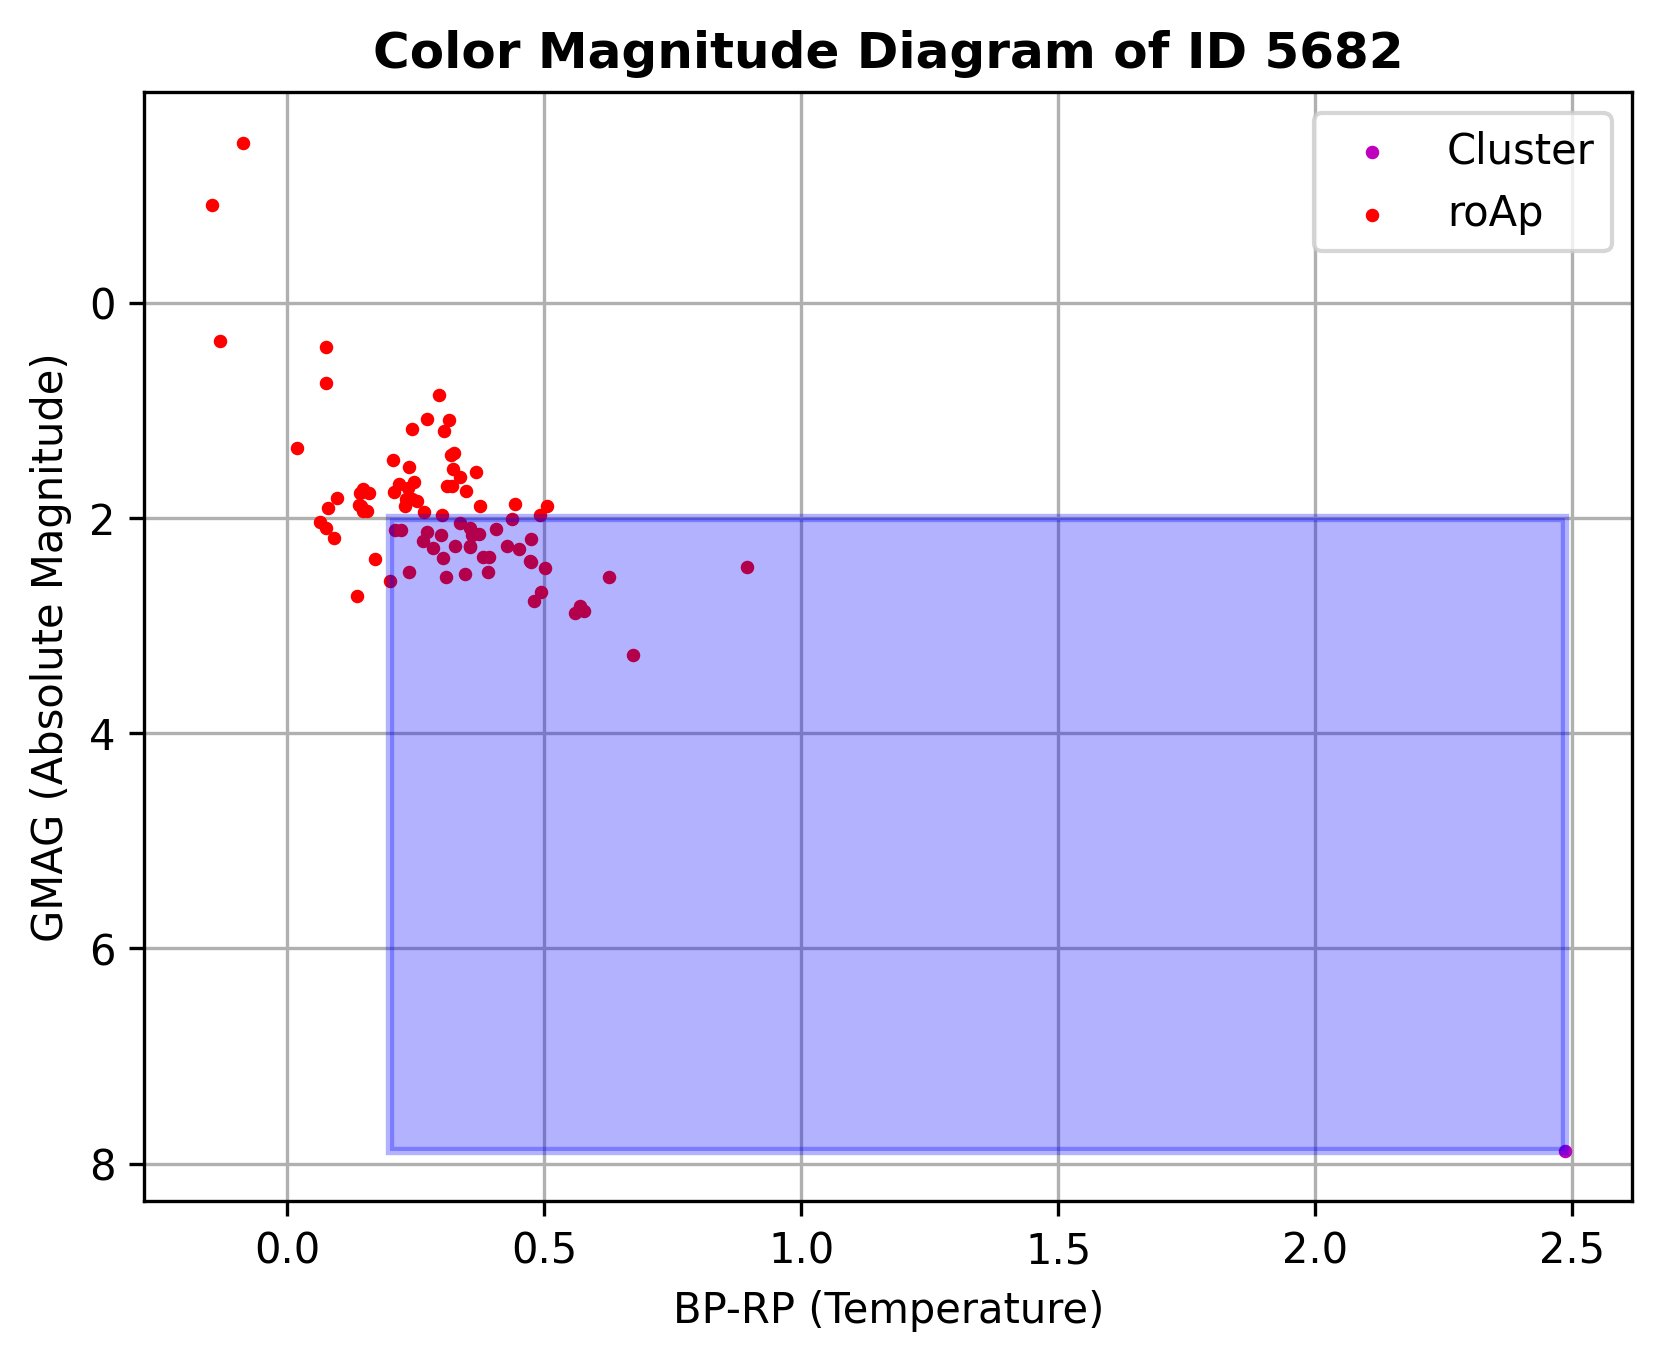 Color Magnitude Diagram of ID 5682
Cluster
roAp
GMAG (Absolute Magnitude)
0
2
4
6
8
0.0 0.5 1.0 1.5 2.0 2.5
BP-RP (Temperature)